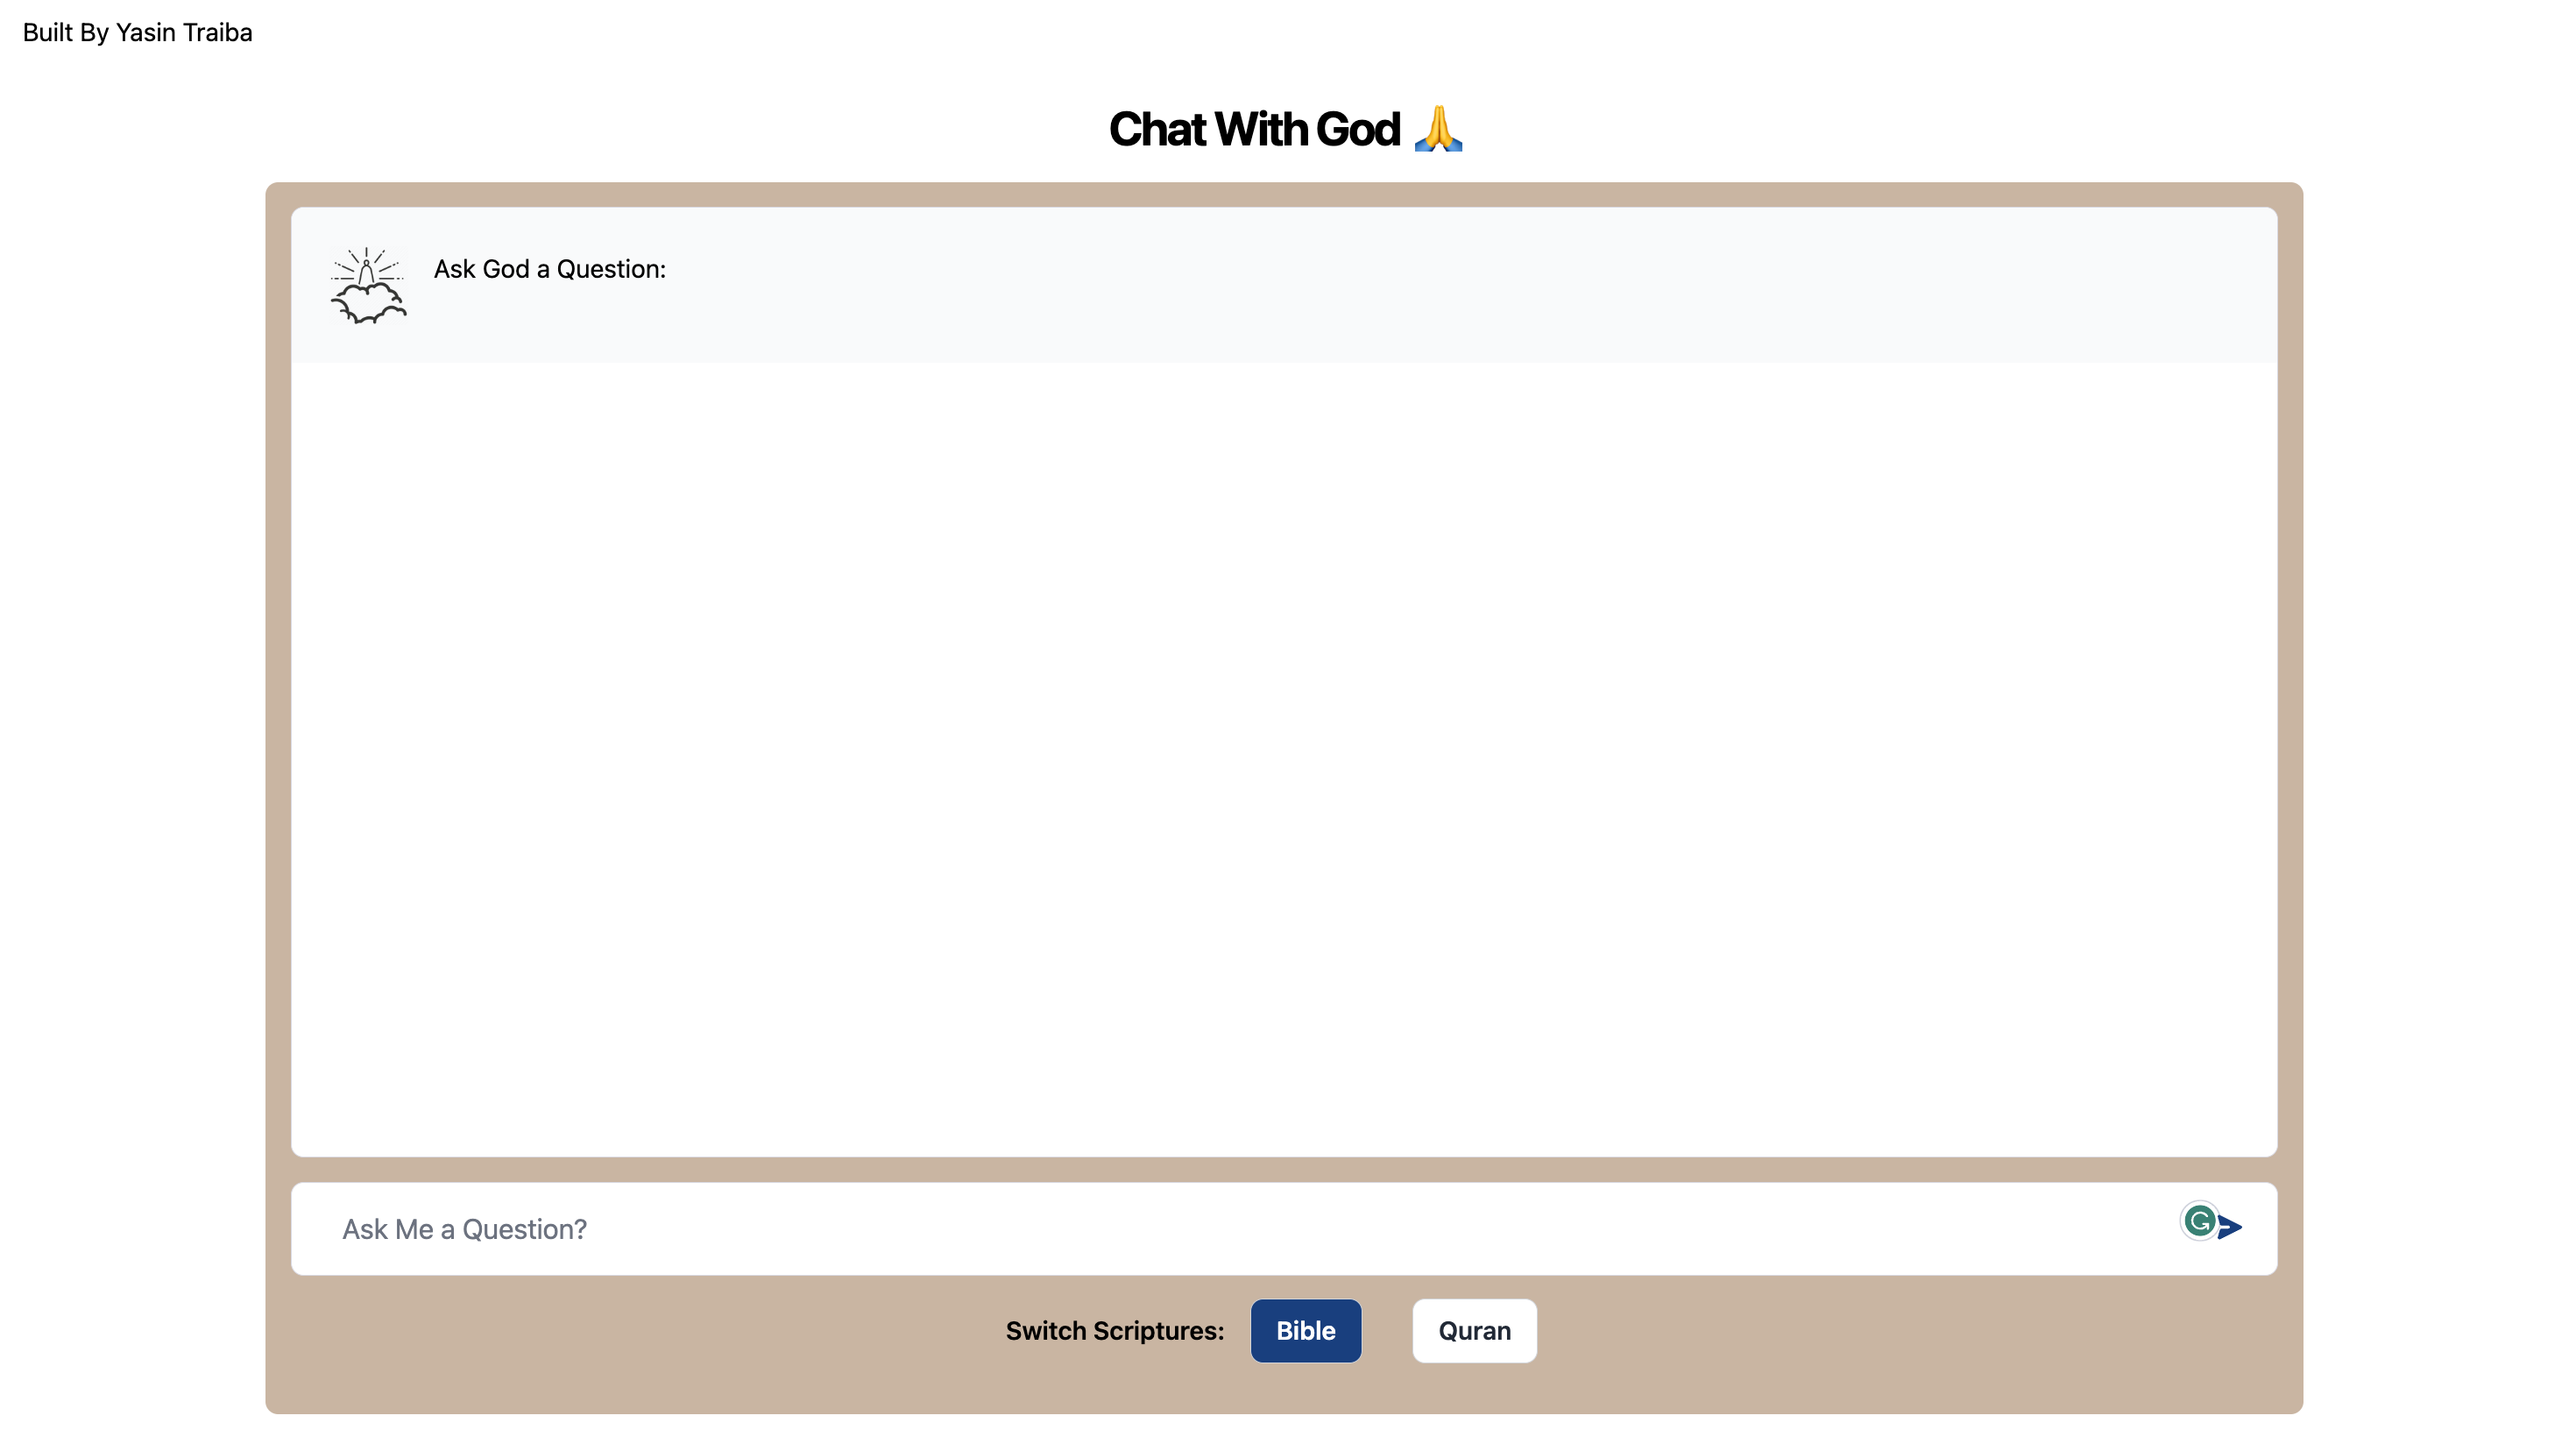 Built By Yasin Traiba
Chat With God 🙏
Ask God a Question:
Ask Me a Question?
Switch Scriptures: Bible Quran